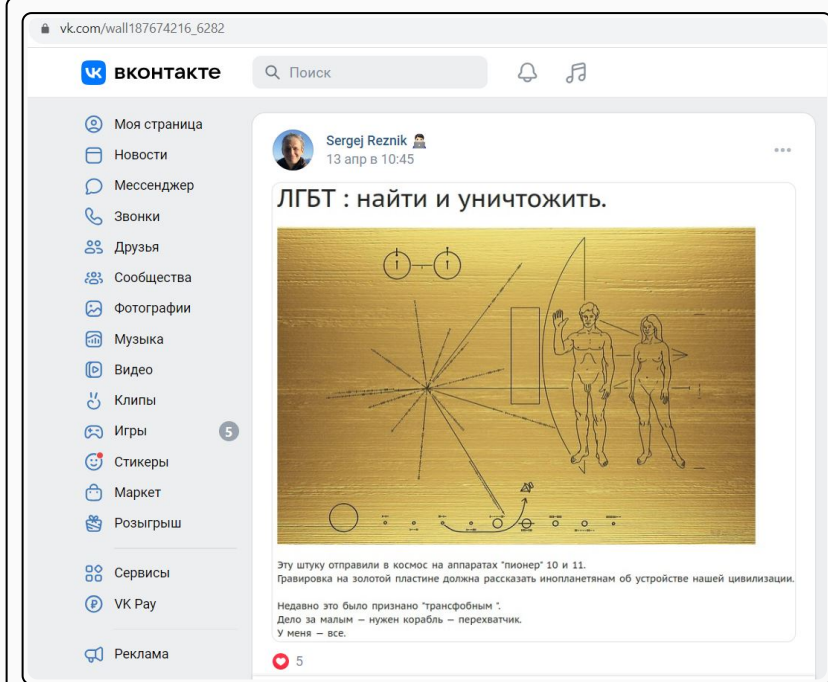 vk.com/wall187674216_6282
вконтакте
Поиск
Моя страница
Новости
Мессенджер
Звонки
Друзья
Сообщества
Фотографии
Музыка
Видео
Клипы
Игры 5
Стикеры
Маркет
Розыгрыш
Сервисы
VK Pay
Реклама
Sergej Reznik
13 апр в 10:45
ЛГБТ : найти и уничтожить.
Эту штуку отправили в космос на аппаратах "пионер" 10 и 11.
Гравировка на золотой пластине должна рассказать инопланетянам об устройстве нашей цивилизации.
Недавно это было признано "трансфобным ".
Дело за малым — нужен корабль — перехватчик.
У меня — все.
5